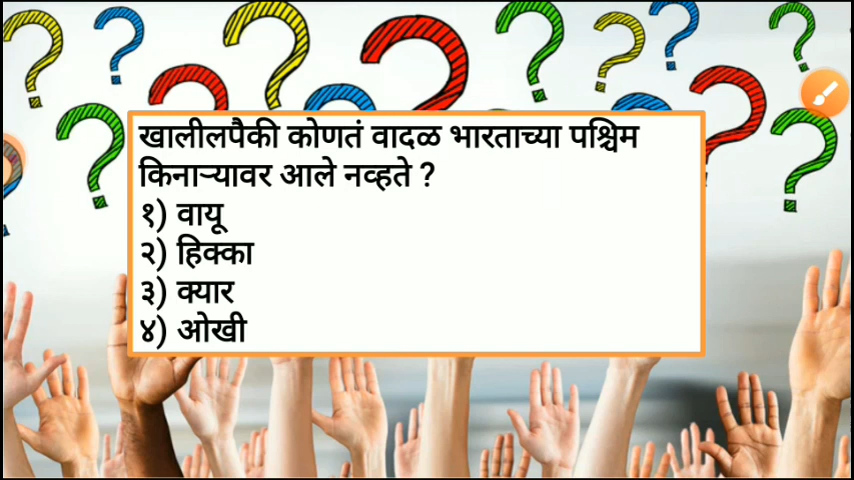 खालीलपैकी कोणतं वादळ भारताच्या पश्चिम
किनाऱ्यावर आले नव्हते ?
१) वायू
२) हिक्का
३) क्यार
४) ओखी